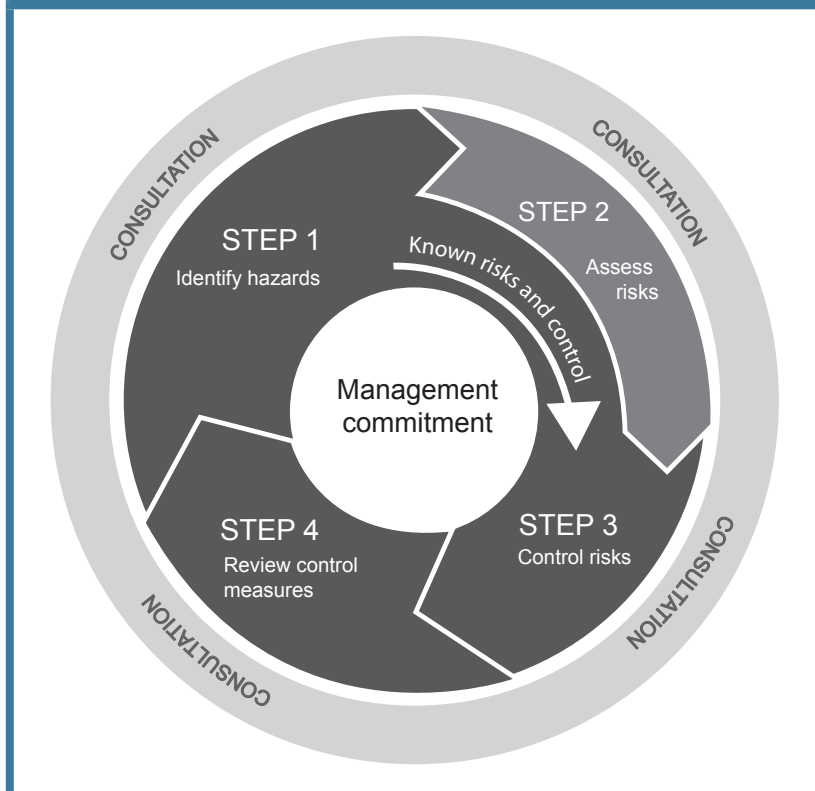 CONSULTATION
CONSULTATION
STEP 1
Identify hazards
STEP 2
Assess
risks
Known risks and control
Management
commitment
STEP 3
Control risks
STEP 4
Review control
measures
CONSULTATION
CONSULTATION